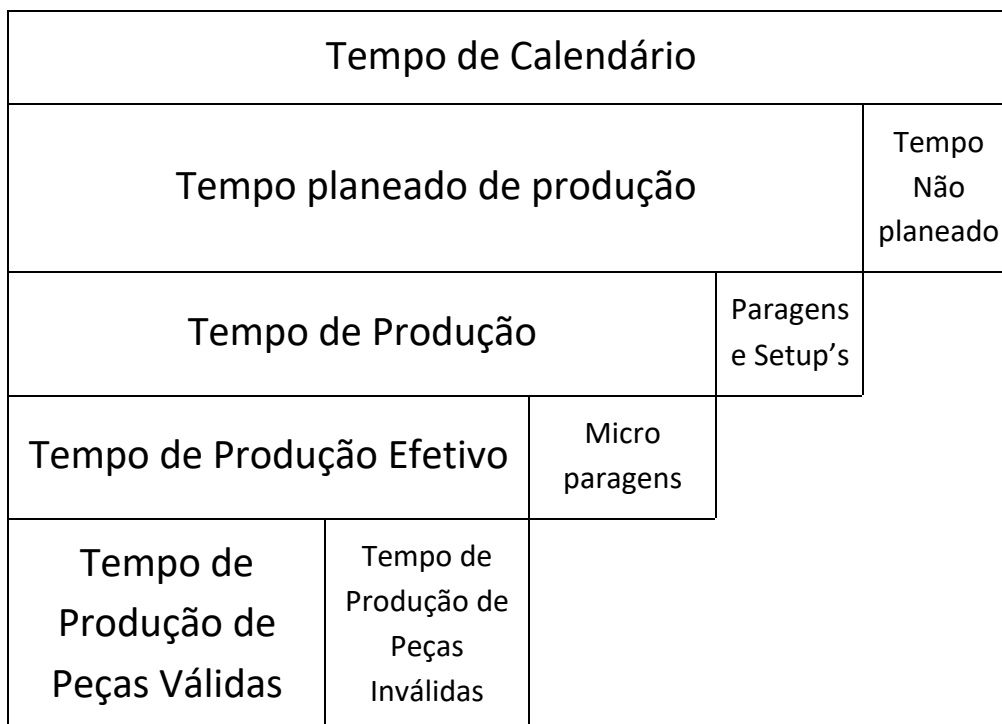 Tempo de Calendário
Tempo planeado de produção
Tempo
Não
planeado
Tempo de Produção
Paragens
e Setup’s
Tempo de Produção Efetivo
Micro
paragens
Tempo de
Produção de
Peças Válidas
Tempo de
Produção de
Peças
Inválidas